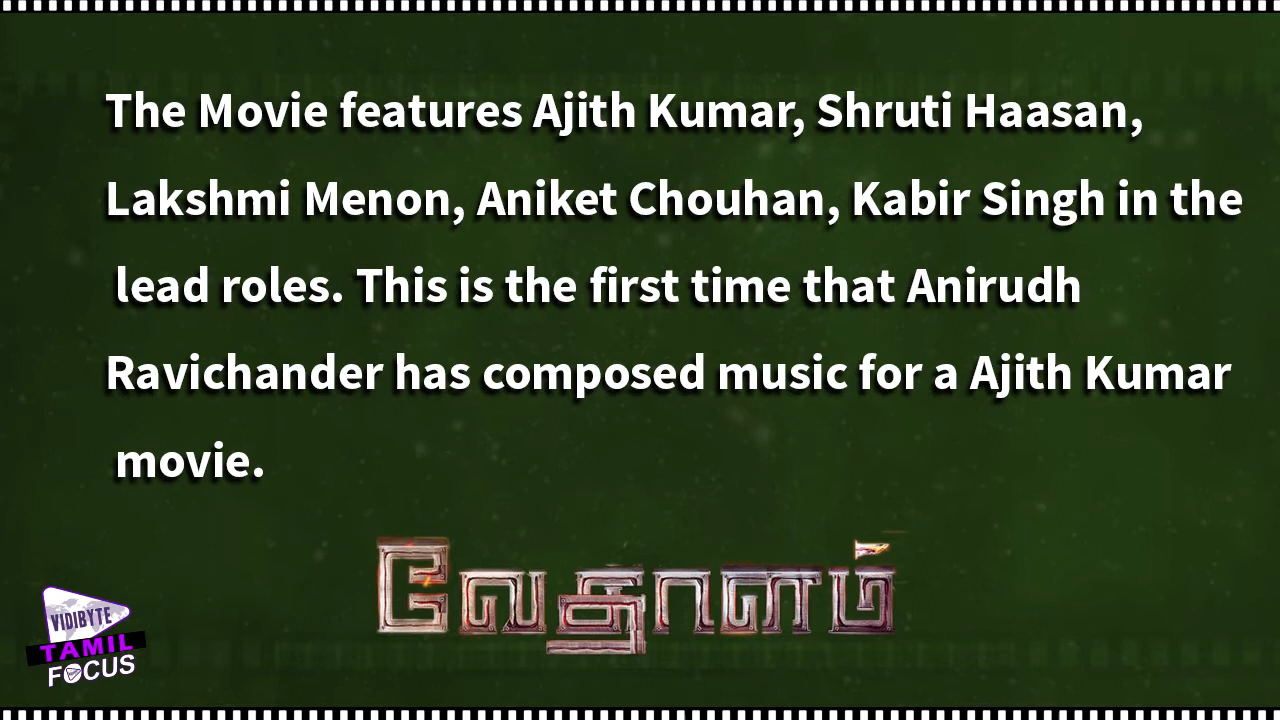 The Movie features Ajith Kumar, Shruti Haasan,
Lakshmi Menon, Aniket Chouhan, Kabir Singh in the
lead roles. This is the first time that Anirudh
Ravichander has composed music for a Ajith Kumar
movie.
வேதாளம்
VIDIBYTE
TAMIL
FOCUS